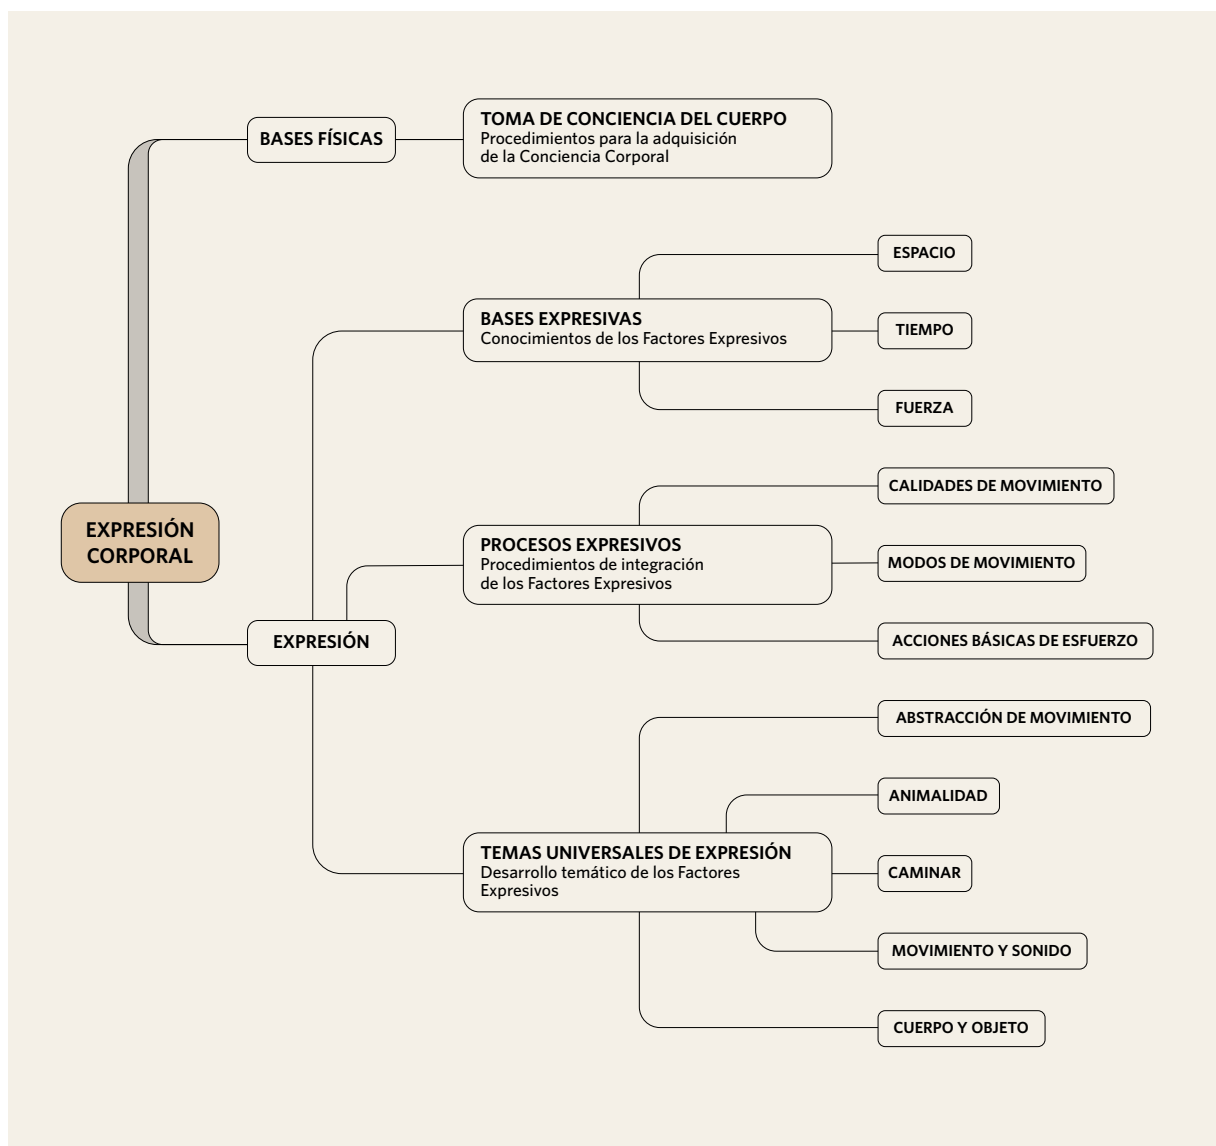 BASES FÍSICAS
TOMA DE CONCIENCIA DEL CUERPO
Procedimientos para la adquisición
de la Conciencia Corporal
ESPACIO
BASES EXPRESIVAS
Conocimientos de los Factores Expresivos
TIEMPO
FUERZA
CALIDADES DE MOVIMIENTO
EXPRESIÓN
CORPORAL
PROCESOS EXPRESIVOS
Procedimientos de integración
de los Factores Expresivos
MODOS DE MOVIMIENTO
EXPRESIÓN
ACCIONES BÁSICAS DE ESFUERZO
ABSTRACCIÓN DE MOVIMIENTO
ANIMALIDAD
TEMAS UNIVERSALES DE EXPRESIÓN
Desarrollo temático de los Factores
Expresivos
CAMINAR
MOVIMIENTO Y SONIDO
CUERPO Y OBJETO